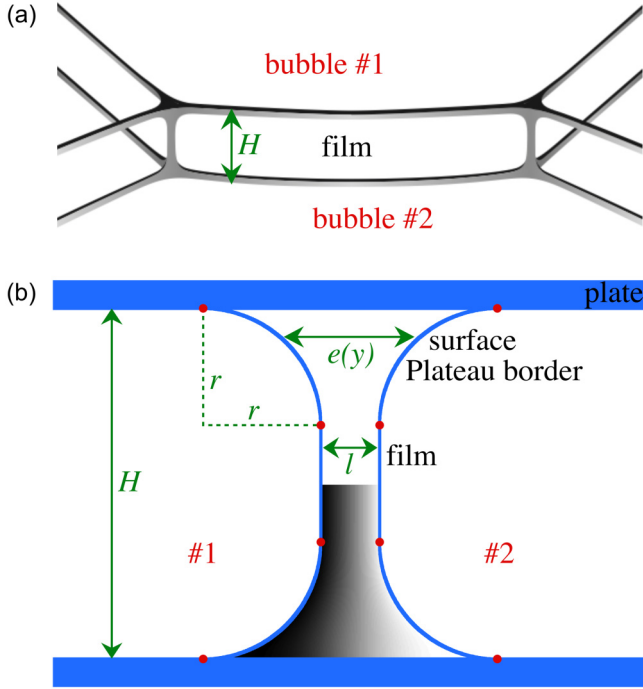 (a)
bubble #1
H
film
bubble #2
(b)
plate
e(y)
surface
Plateau border
r
r
l
film
H
#1
#2